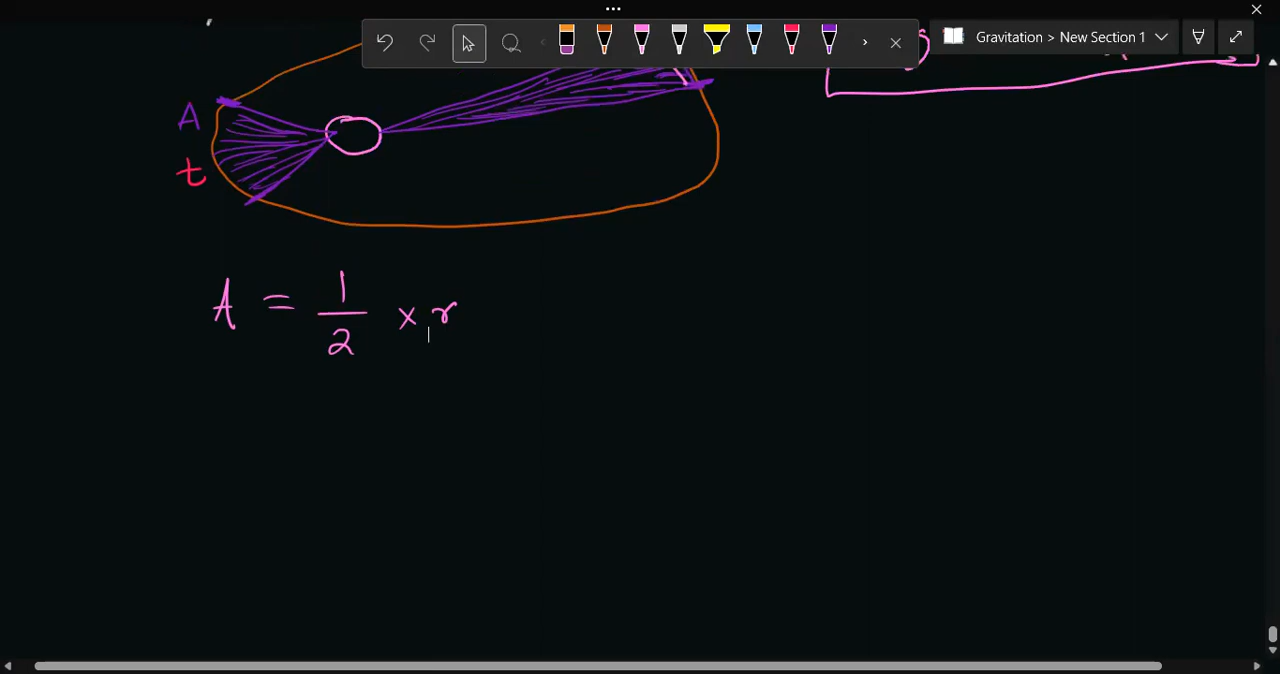 Gravitation > New Section 1
A
t
A = 1/2 × r